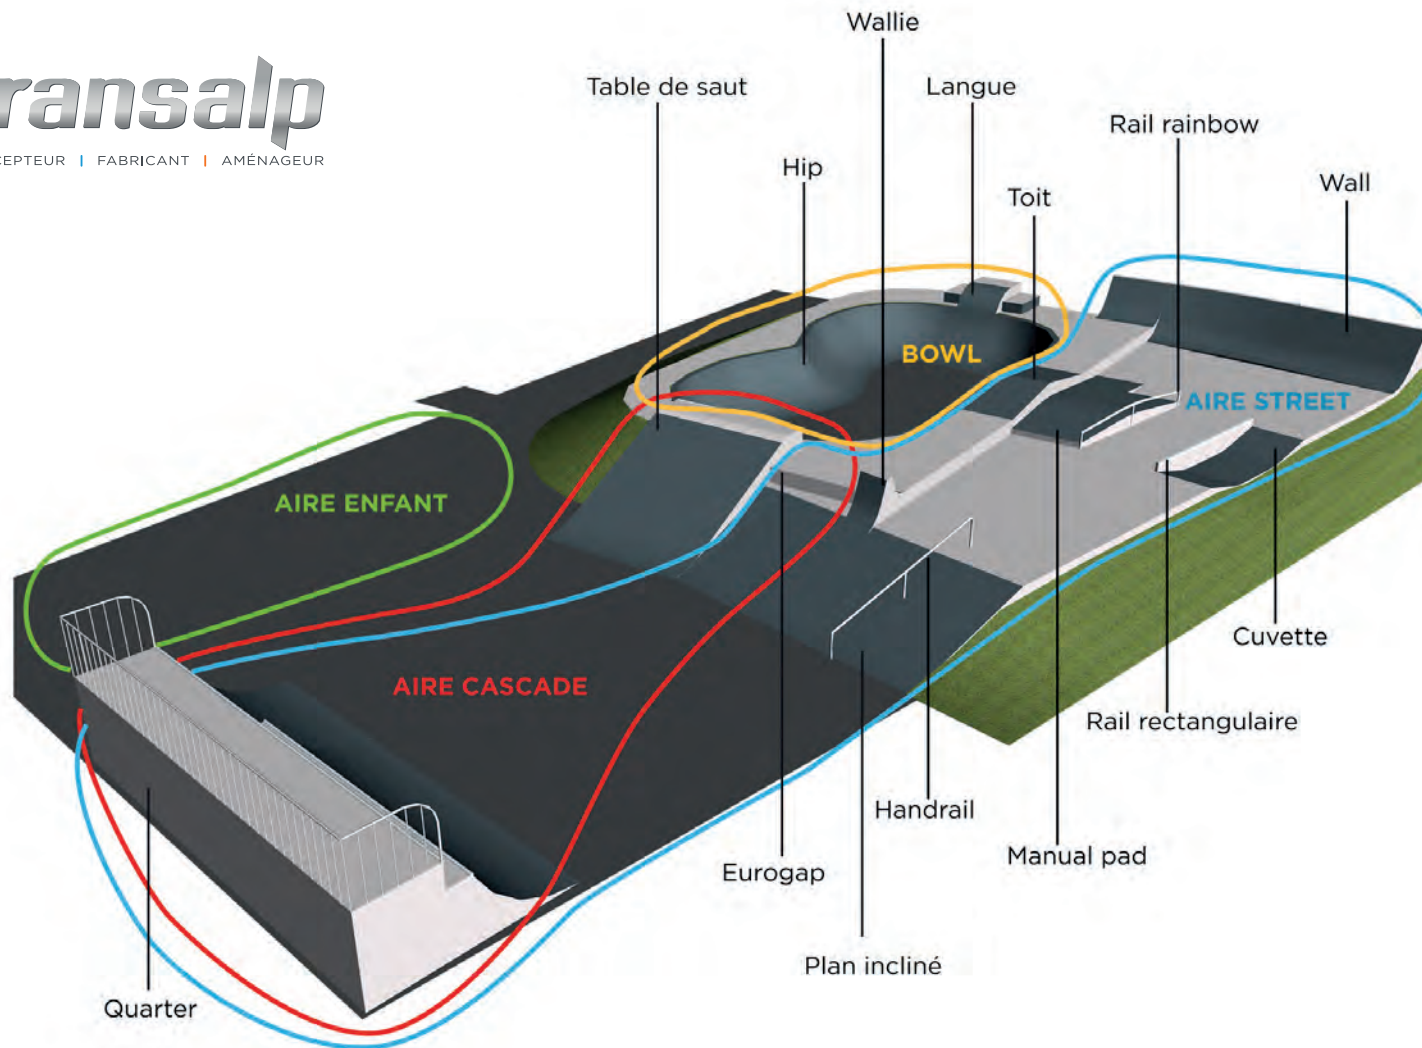 ransalp
CEPTEUR | FABRICANT | AMÉNAGEUR
Wallie
Table de saut
Langue
Rail rainbow
Hip
Toit
Wall
BOWL
AIRE STREET
AIRE ENFANT
Cuvette
AIRE CASCADE
Rail rectangulaire
Handrail
Manual pad
Eurogap
Plan incliné
Quarter